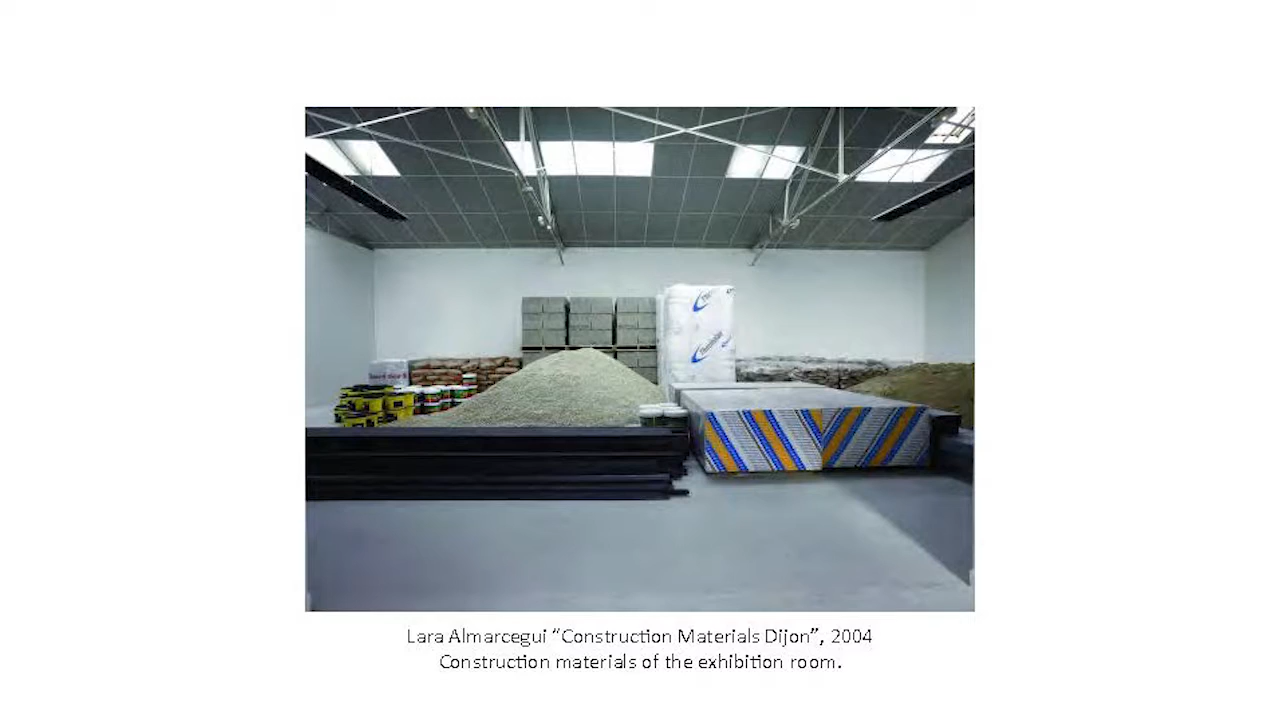 Lara Almarcegui “Construction Materials Dijon”, 2004
Construction materials of the exhibition room.